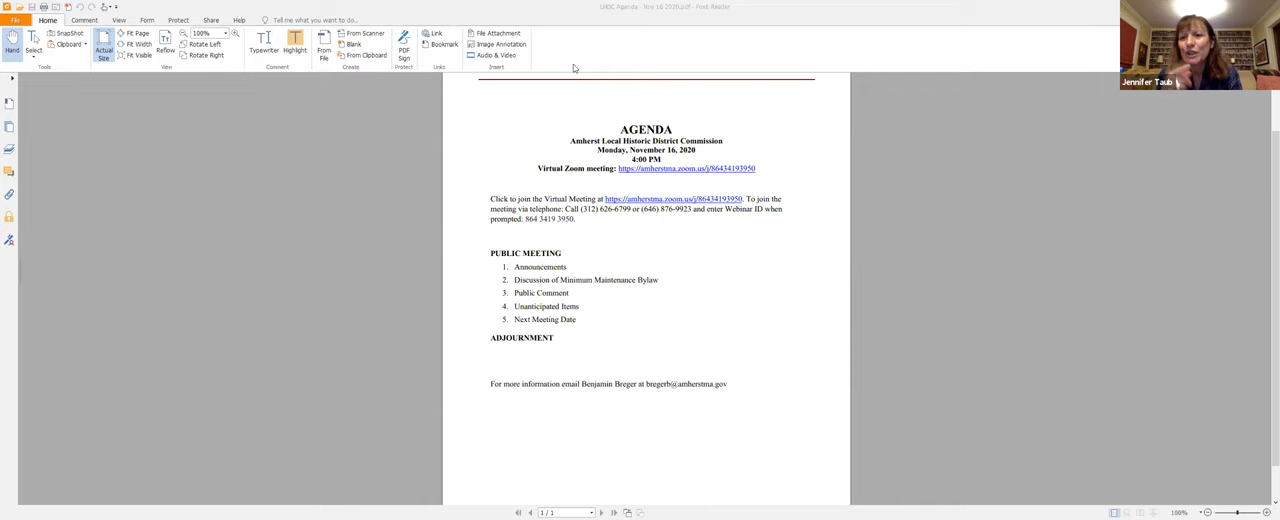 LHDC Agenda - Nov 16 2020.pdf - Foxit Reader
File Home Comment View Form Protect Share Help Tell me what you want to do...
Hand
Select
SnapShot
Clipboard
Tools
Actual Size
Fit Page
Fit Width
Fit Visible
Reflow
100%
Rotate Left
Rotate Right
View
Typewriter
Highlight
Comment
From File
From Scanner
Blank
From Clipboard
Create
PDF Sign
Protect
Link
Bookmark
Links
File Attachment
Image Annotation
Audio & Video
Insert
Jennifer Taub
AGENDA
Amherst Local Historic District Commission
Monday, November 16, 2020
4:00 PM
Virtual Zoom meeting: https://amherstma.zoom.us/j/86434193950
Click to join the Virtual Meeting at https://amherstma.zoom.us/j/86434193950. To join the
meeting via telephone: Call (312) 626-6799 or (646) 876-9923 and enter Webinar ID when
prompted: 864 3419 3950.
PUBLIC MEETING
1. Announcements
2. Discussion of Minimum Maintenance Bylaw
3. Public Comment
4. Unanticipated Items
5. Next Meeting Date
ADJOURNMENT
For more information email Benjamin Breger at bregerb@amherstma.gov
1 / 1
100%